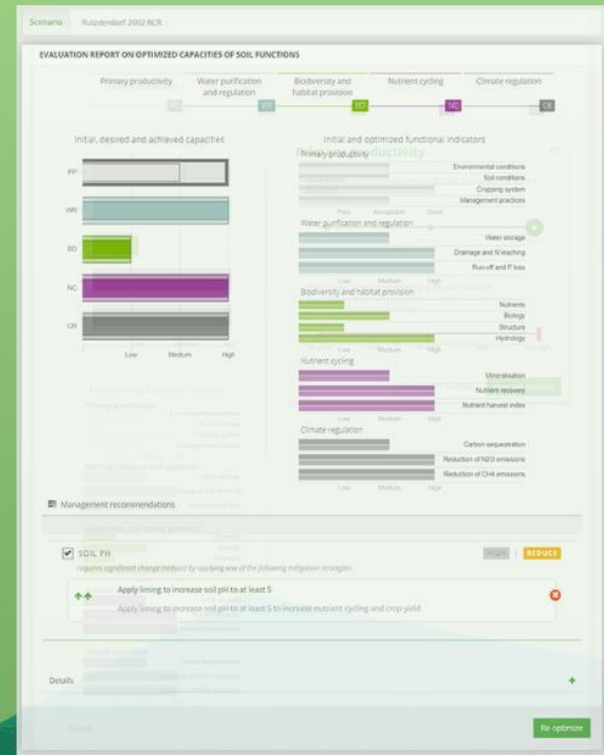 Scenario
Rutzdendorf 2002.RCR
EVALUATION REPORT ON OPTIMIZED CAPACITIES OF SOIL FUNCTIONS
Primary productivity
Water purification and regulation
Biodiversity and habitat provision
Nutrient cycling
Climate regulation
WR
BD
NC
CR
Initial, desired and achieved capacities
PP
WR
BD
NC
CR
Low Medium High
Initial and optimized functional indicators
Primary productivity
Environmental conditions
Soil conditions
Cropping system
Management practices
Poor Acceptable Good
Water purification and regulation
Water storage
Drainage and N leaching
Run-off and P loss
Low Medium High
Biodiversity and habitat provision
Nutrients
Biology
Structure
Hydrology
Low Medium High
Nutrient cycling
Mineralisation
Nutrient recovery
Nutrient harvest index
Low Medium High
Climate regulation
Carbon sequestration
Reduction of N2O emissions
Reduction of CH4 emissions
Low Medium High
Management recommendations
SOIL PH
HIGH | REDUCE
requires significant change (reduce) by applying one of the following mitigation strategies
Apply liming to increase soil pH to at least 5
Apply liming to increase soil pH to at least 5 to increase nutrient cycling and crop yield
Details
Re-optimize